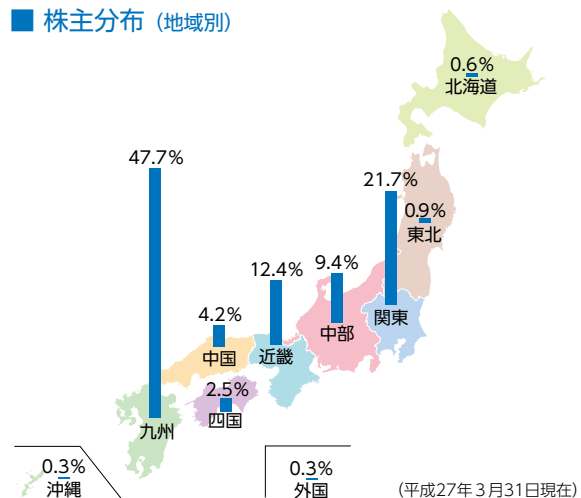 ■ 株主分布（地域別）
0.6%
北海道
47.7%
21.7%
0.9%
東北
12.4%
9.4%
4.2%
関東
中部
中国
近畿
2.5%
九州
四国
0.3%
沖縄
0.3%
外国
（平成27年３月31日現在）